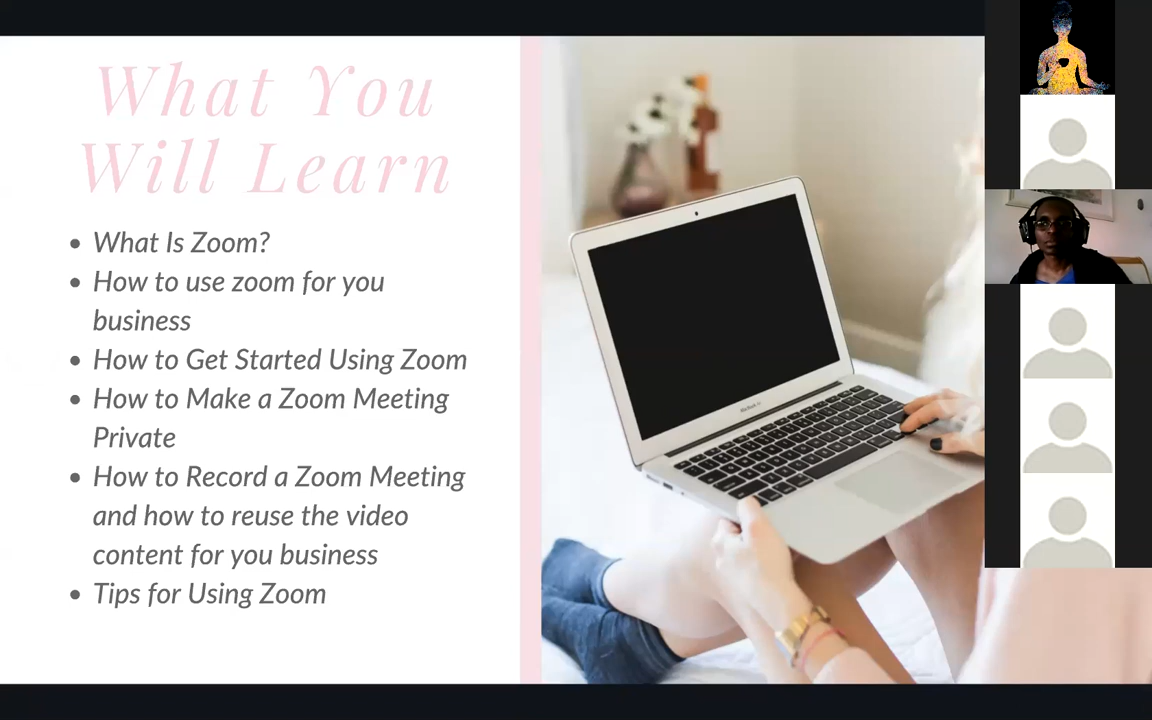 What You
Will Learn
• What Is Zoom?
• How to use zoom for you
business
• How to Get Started Using Zoom
• How to Make a Zoom Meeting
Private
• How to Record a Zoom Meeting
and how to reuse the video
content for you business
• Tips for Using Zoom
MacBook Air